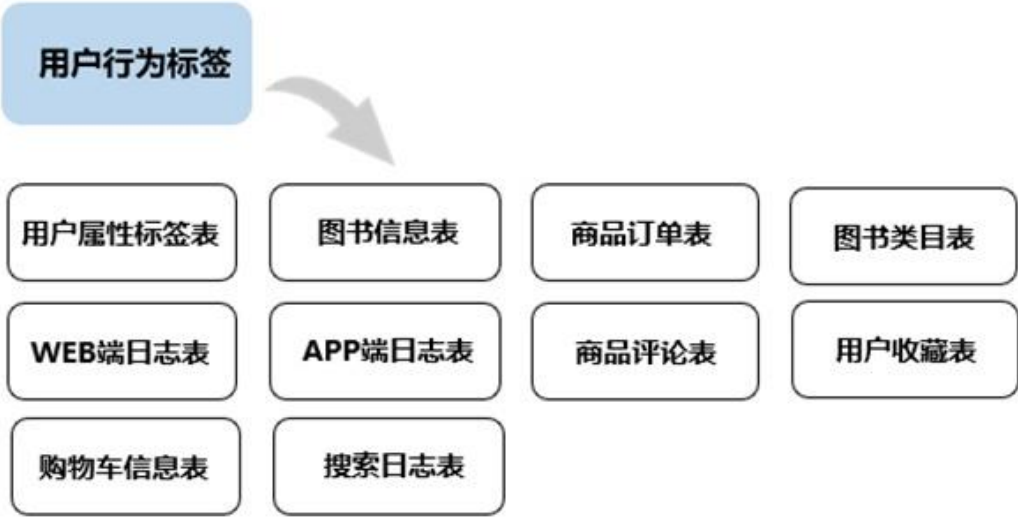 用户行为标签
用户属性标签表
图书信息表
商品订单表
图书类目表
WEB端日志表
APP端日志表
商品评论表
用户收藏表
购物车信息表
搜索日志表